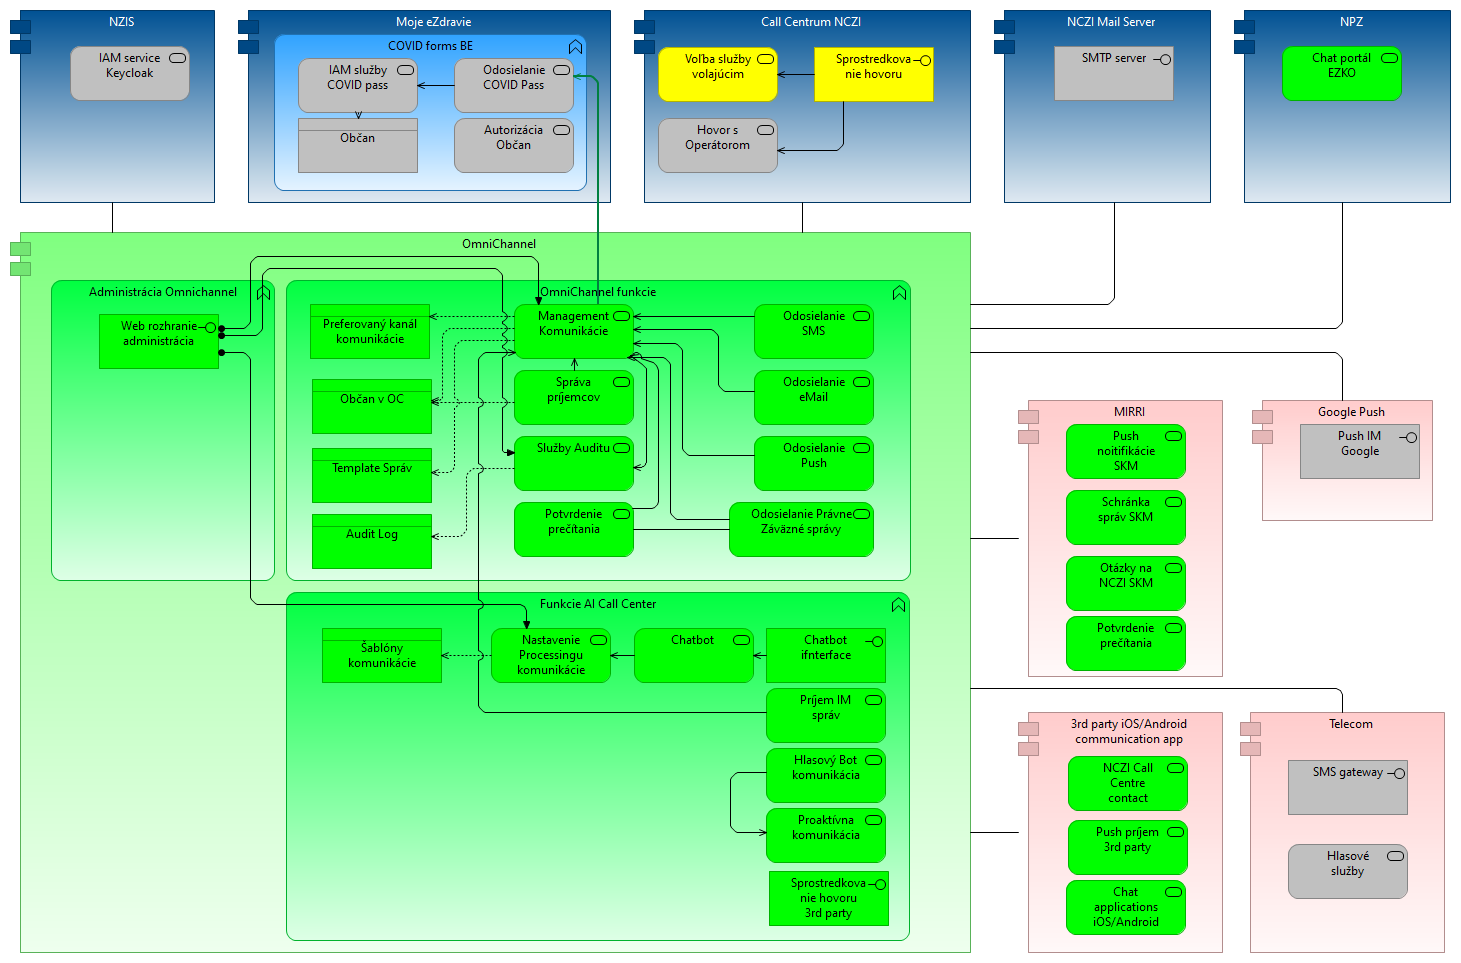 NZIS
IAM service
Keycloak
Moje eZdravie
COVID forms BE
IAM služby
COVID pass
Odosielanie
COVID Pass
Občan
Autorizácia
Občan
Call Centrum NCZI
Voľba služby
volajúcim
Sprostredkova
nie hovoru
Hovor s
Operátorom
NCZI Mail Server
SMTP server
NPZ
Chat portál
EZKO
OmniChannel
Administrácia Omnichannel
Web rozhranie
administrácia
OmniChannel funkcie
Preferovaný kanál
komunikácie
Management
Komunikácie
Odosielanie
SMS
Občan v OC
Správa
príjemcov
Odosielanie
eMail
Template Správ
Služby Auditu
Odosielanie
Push
Audit Log
Potvrdenie
prečítania
Odosielanie Právne
Záväzné správy
Funkcie AI Call Center
Šablóny
komunikácie
Nastavenie
Processingu
komunikácie
Chatbot
Chatbot
ifnterface
Príjem IM
správ
Hlasový Bot
komunikácia
Proaktívna
komunikácia
Sprostredkova
nie hovoru
3rd party
MIRRI
Push
noitifikácie
SKM
Schránka
správ SKM
Otázky na
NCZI SKM
Potvrdenie
prečítania
Google Push
Push IM
Google
3rd party iOS/Android
communication app
NCZI Call
Centre
contact
Push príjem
3rd party
Chat
applications
iOS/Android
Telecom
SMS gateway
Hlasové
služby